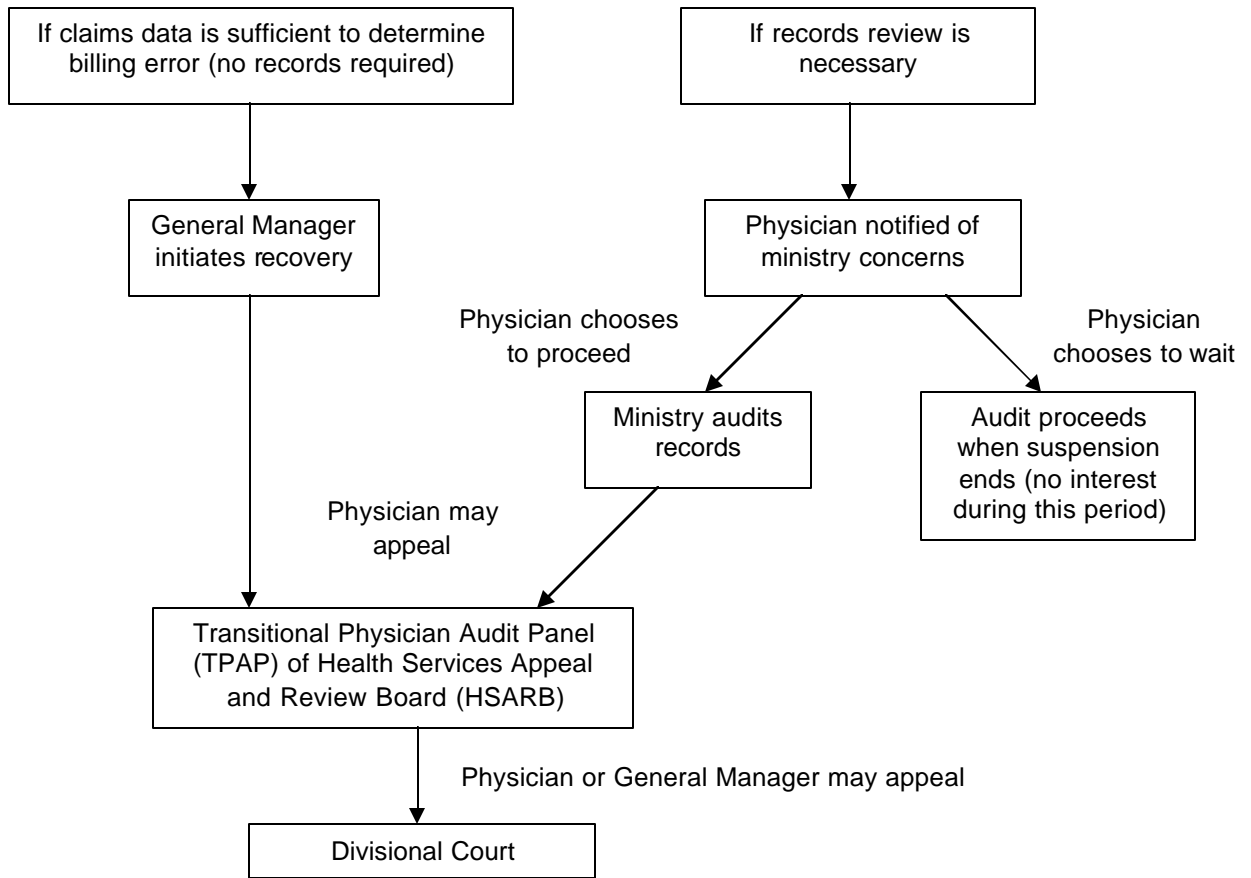 If claims data is sufficient to determine
billing error (no records required)
If records review is
necessary
General Manager
initiates recovery
Physician notified of
ministry concerns
Physician chooses
to proceed
Physician
chooses to wait
Ministry audits
records
Audit proceeds
when suspension
ends (no interest
during this period)
Physician may
appeal
Transitional Physician Audit Panel
(TPAP) of Health Services Appeal
and Review Board (HSARB)
Physician or General Manager may appeal
Divisional Court